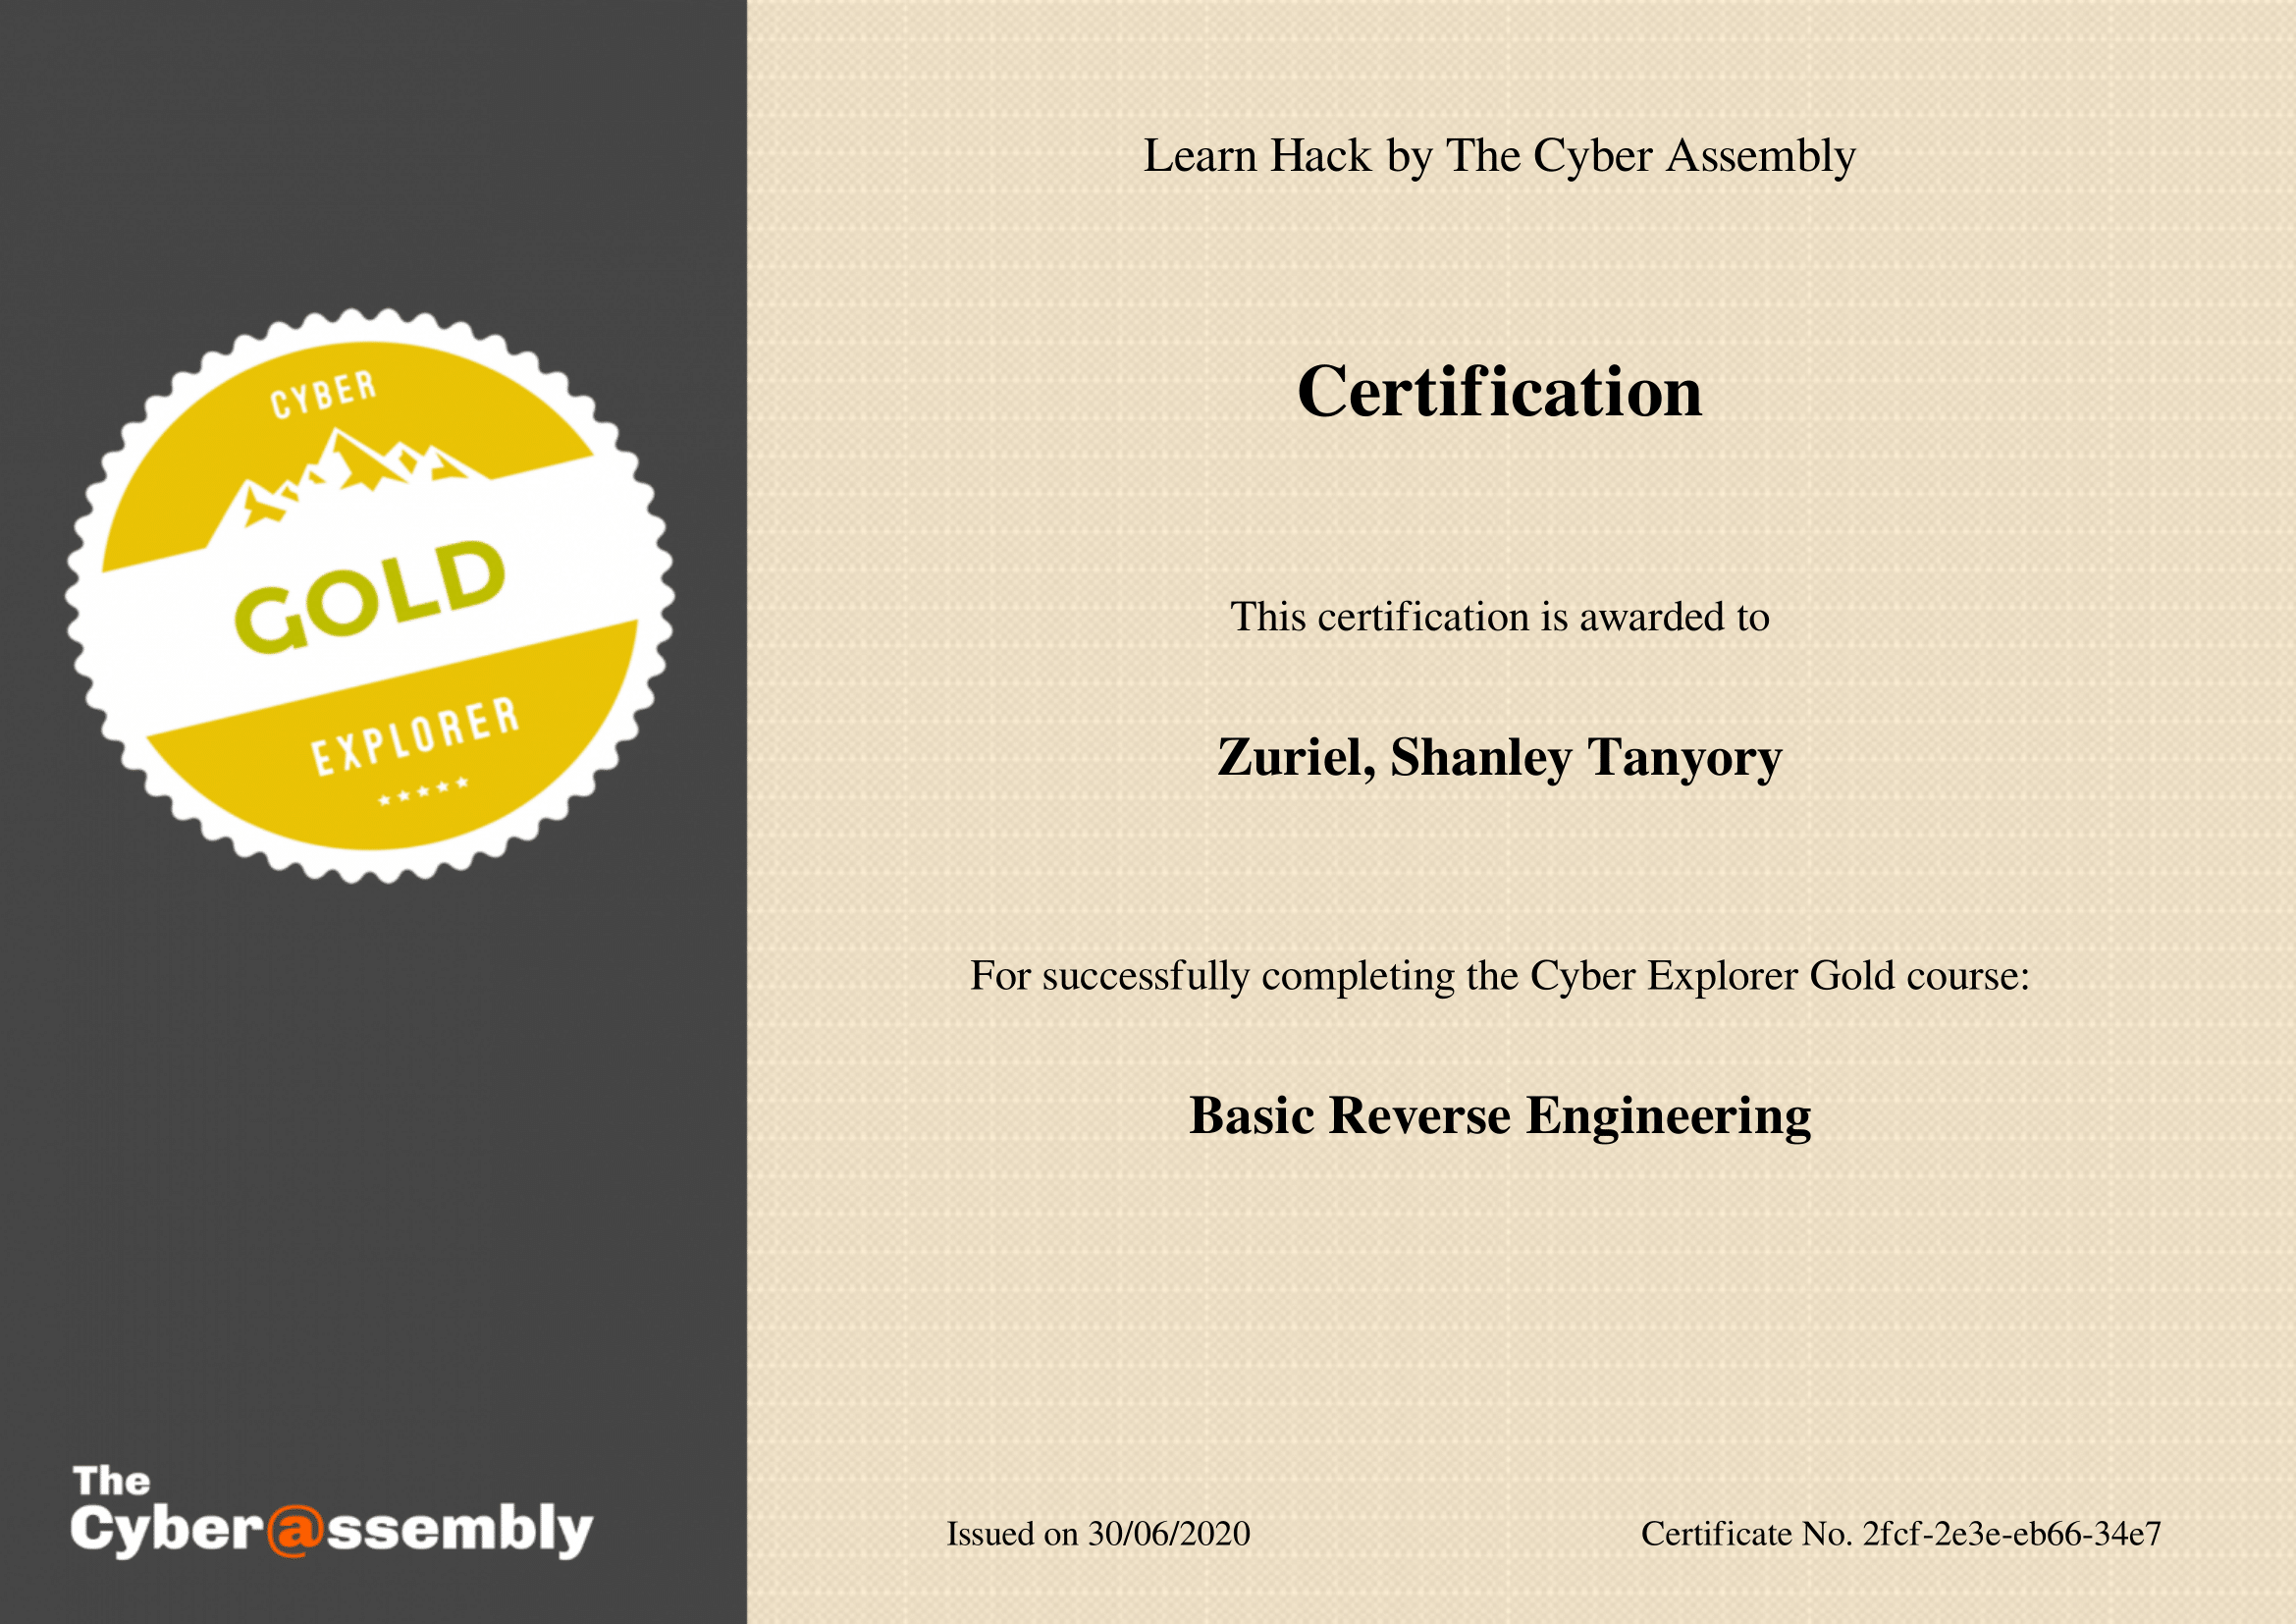 CYBER
GOLD
EXPLORER
The
Cyber@ssembly
Learn Hack by The Cyber Assembly
Certification
This certification is awarded to
Zuriel, Shanley Tanyory
For successfully completing the Cyber Explorer Gold course:
Basic Reverse Engineering
Issued on 30/06/2020
Certificate No. 2fcf-2e3e-eb66-34e7